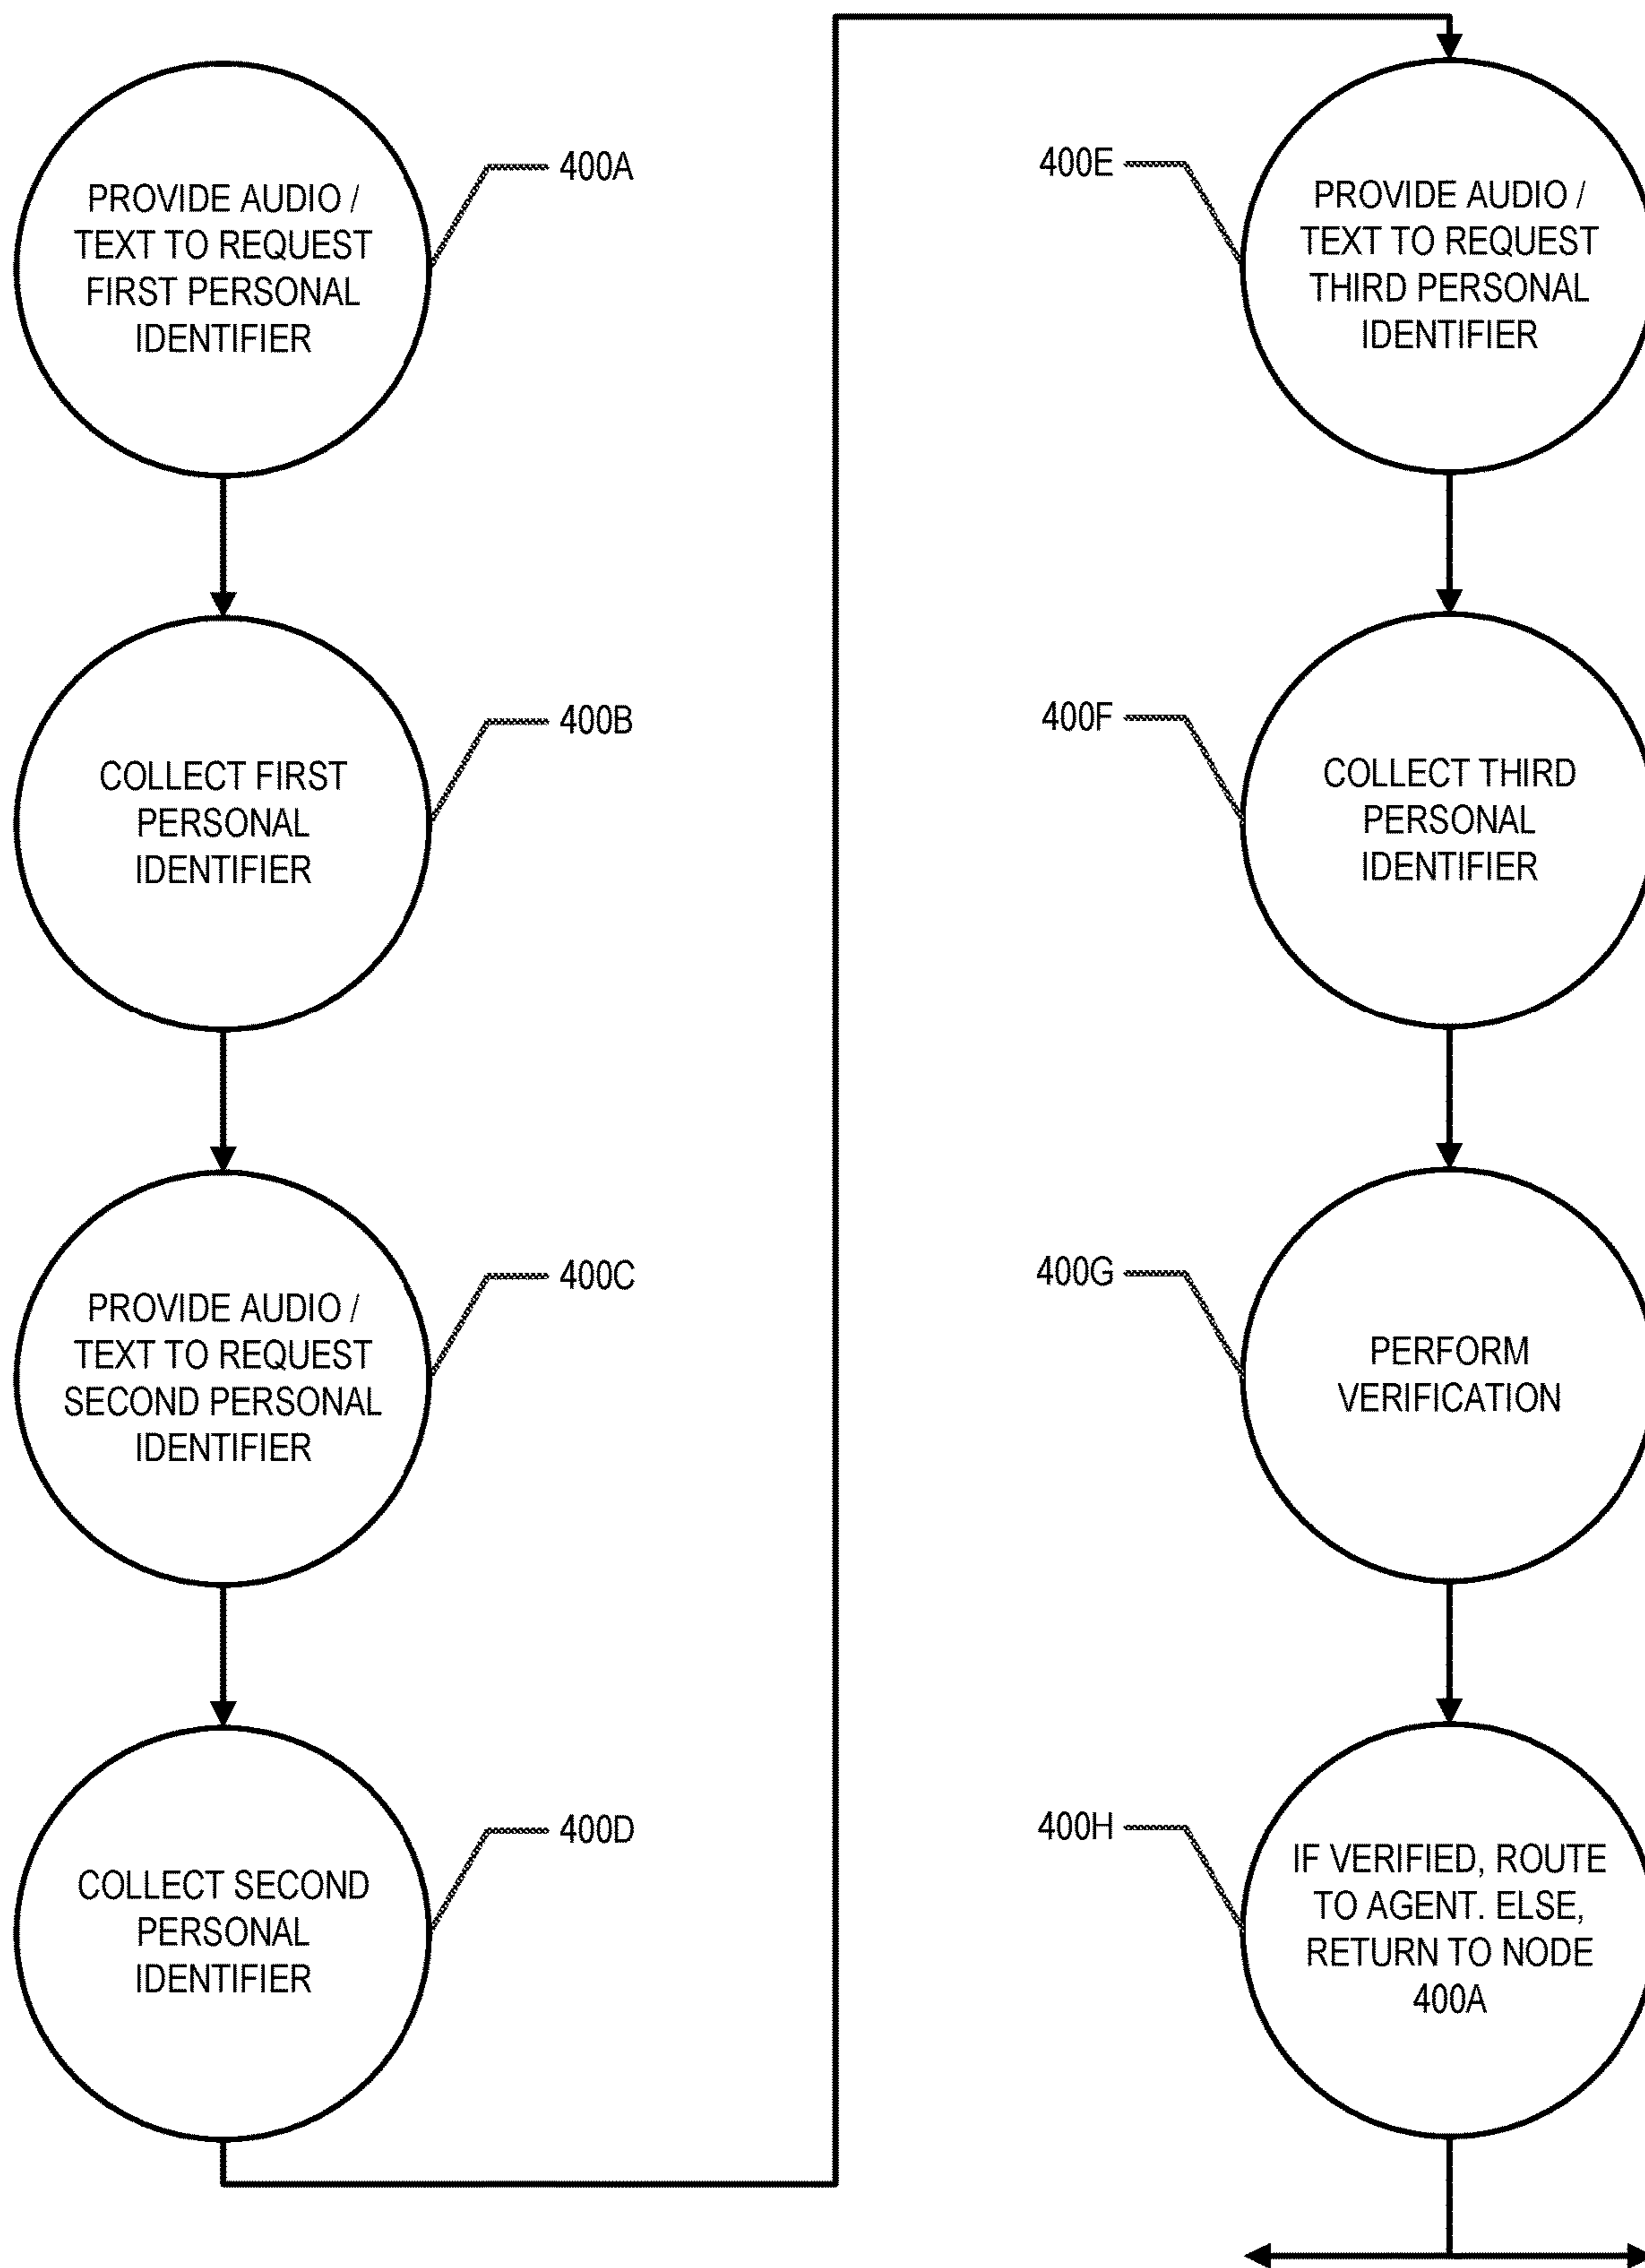 PROVIDE AUDIO /
TEXT TO REQUEST
FIRST PERSONAL
IDENTIFIER
400A
COLLECT FIRST
PERSONAL
IDENTIFIER
400B
PROVIDE AUDIO /
TEXT TO REQUEST
SECOND PERSONAL
IDENTIFIER
400C
COLLECT SECOND
PERSONAL
IDENTIFIER
400D
400E
PROVIDE AUDIO /
TEXT TO REQUEST
THIRD PERSONAL
IDENTIFIER
400F
COLLECT THIRD
PERSONAL
IDENTIFIER
400G
PERFORM
VERIFICATION
400H
IF VERIFIED, ROUTE
TO AGENT. ELSE,
RETURN TO NODE
400A